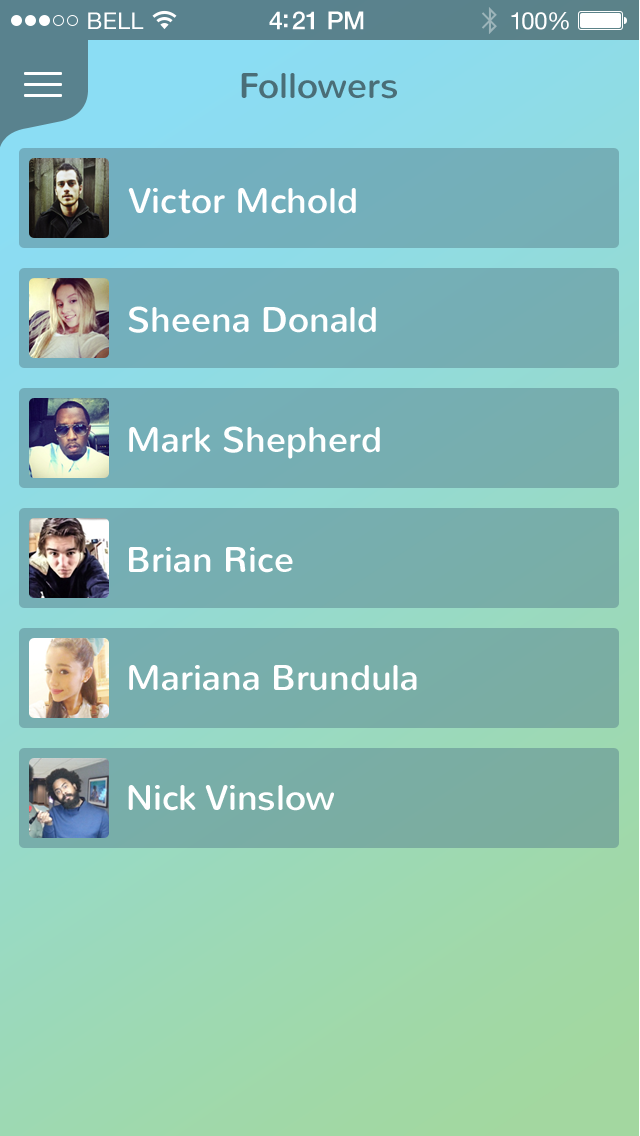 BELL 4:21 PM 100%
Followers
Victor Mchold
Sheena Donald
Mark Shepherd
Brian Rice
Mariana Brundula
Nick Vinslow